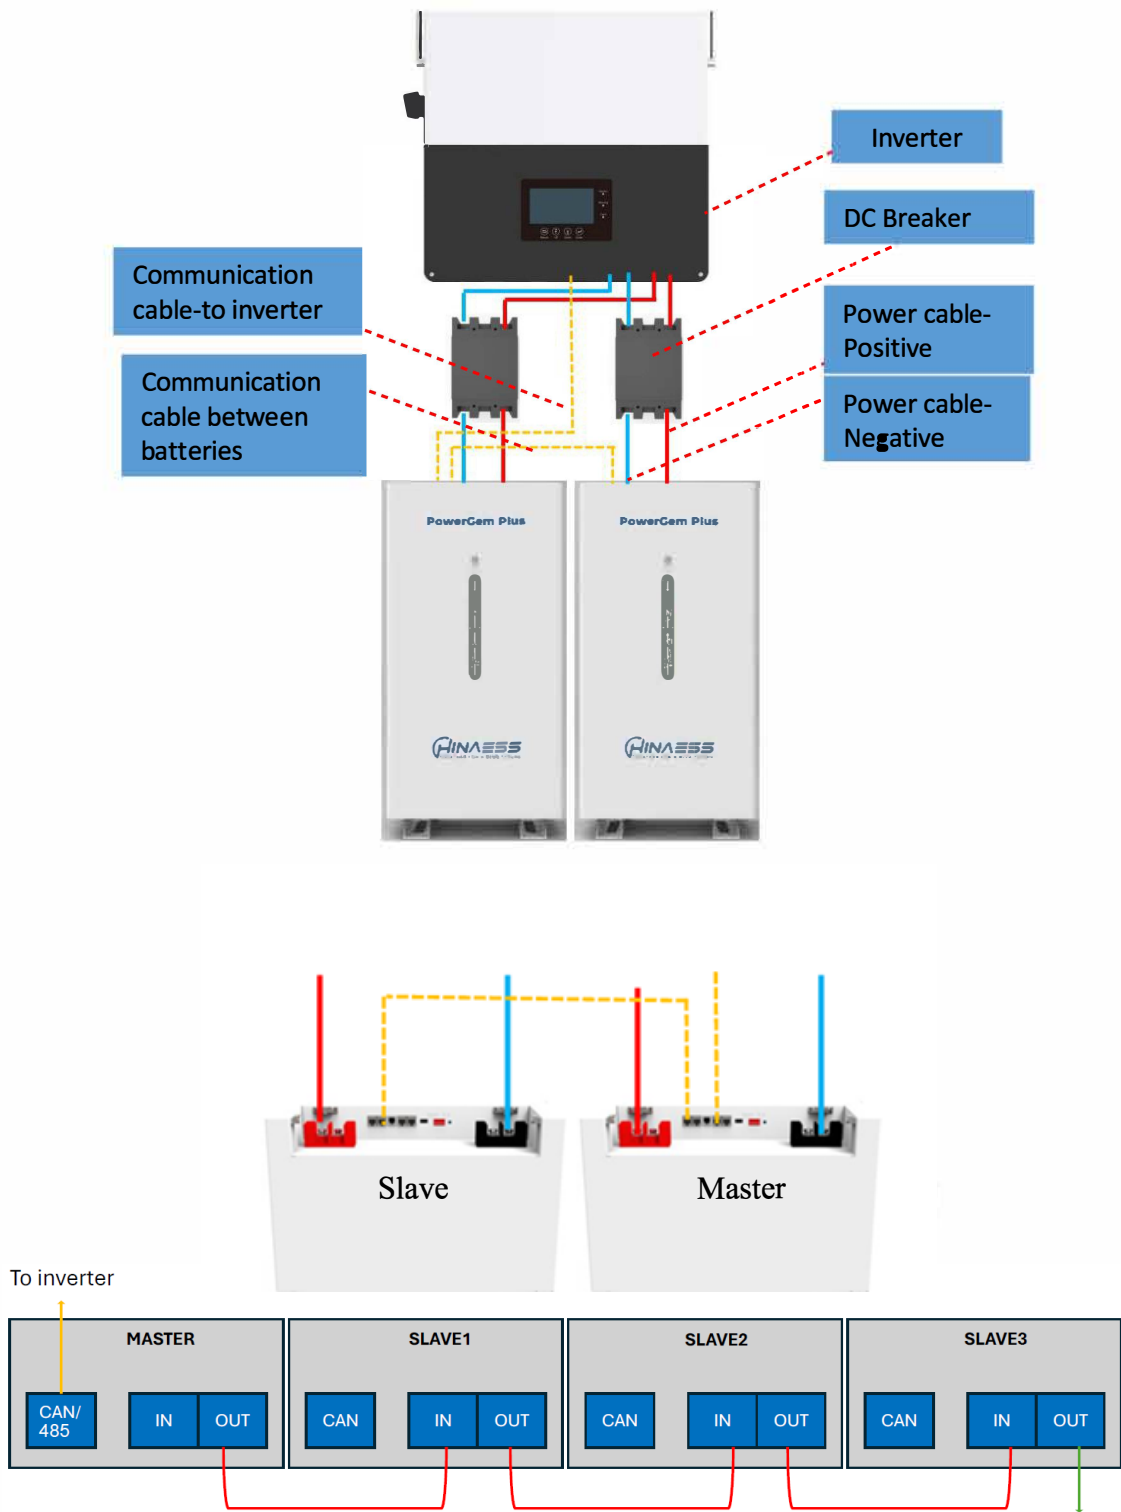 Inverter
DC Breaker
Communication
cable-to inverter
Power cable-
Positive
Communication
cable between
batteries
Power cable-
Negative
PowerGem Plus
PowerGem Plus
HINAESS
HINAESS
Slave
Master
To inverter
MASTER
SLAVE1
SLAVE2
SLAVE3
CAN/
485
IN
OUT
CAN
IN
OUT
CAN
IN
OUT
CAN
IN
OUT